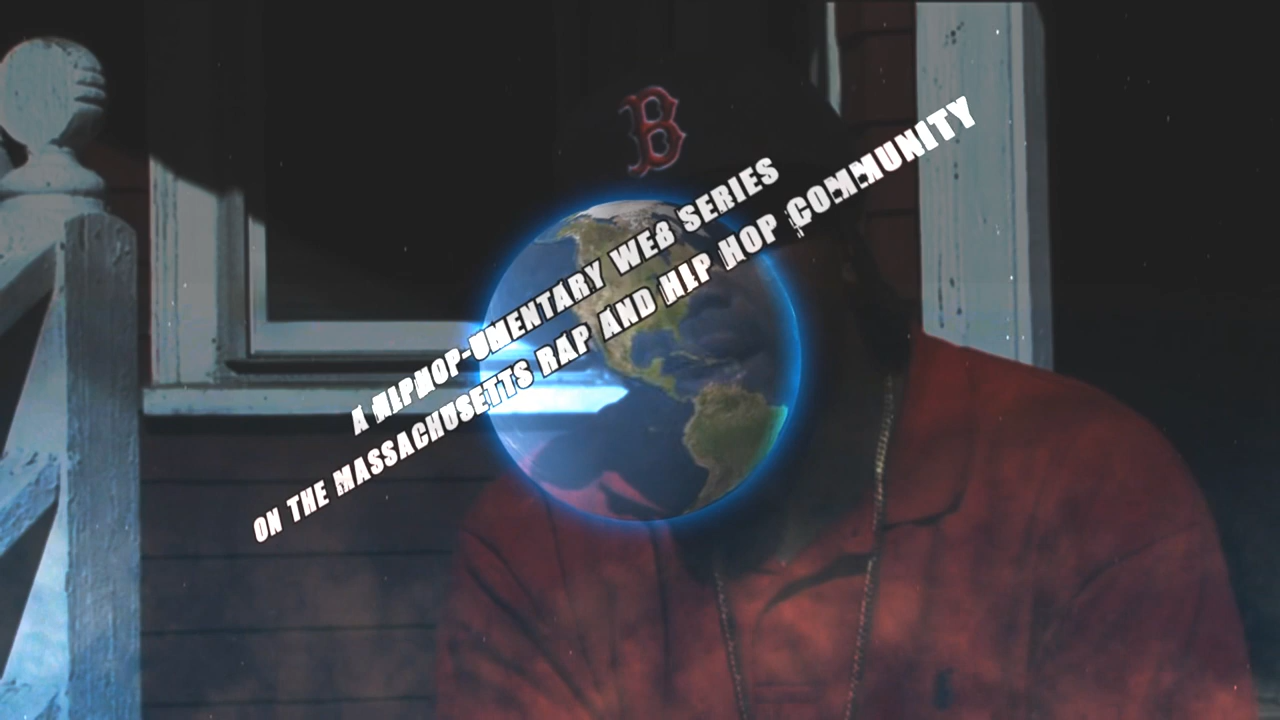 B
A HIPHOP-UMENTARY WEB SERIES
ON THE MASSACHUSETTS RAP AND HIP HOP COMMUNITY